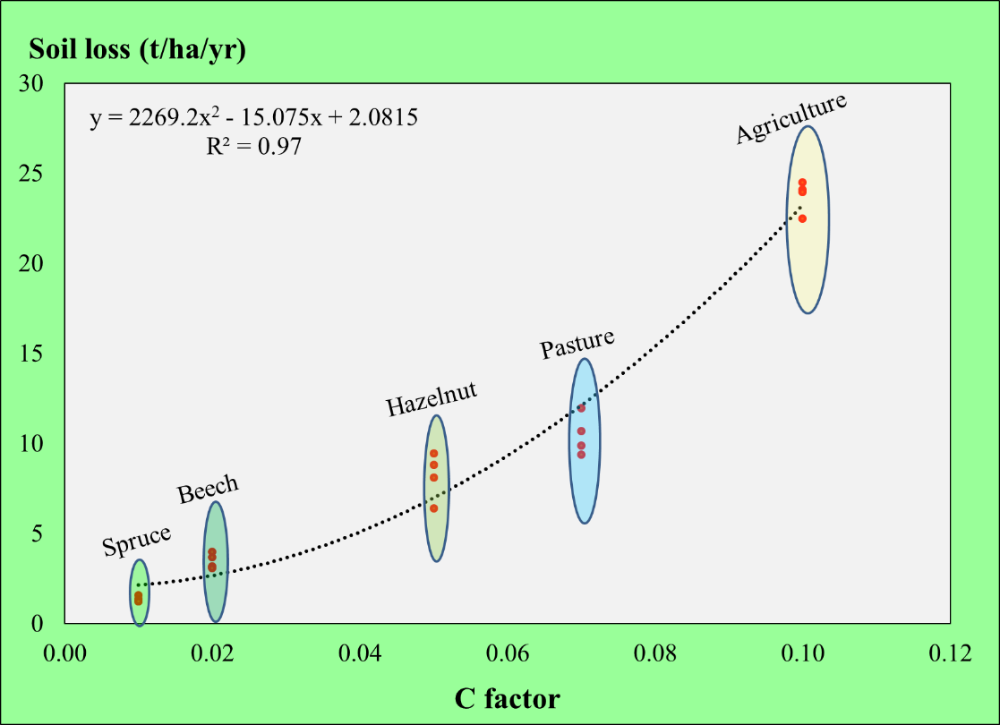 Soil loss (t/ha/yr)
30
y = 2269.2x² - 15.075x + 2.0815
R² = 0.97
Agriculture
25
20
15
Pasture
Hazelnut
10
Beech
5
Spruce
0
0.00 0.02 0.04 0.06 0.08 0.10 0.12
C factor